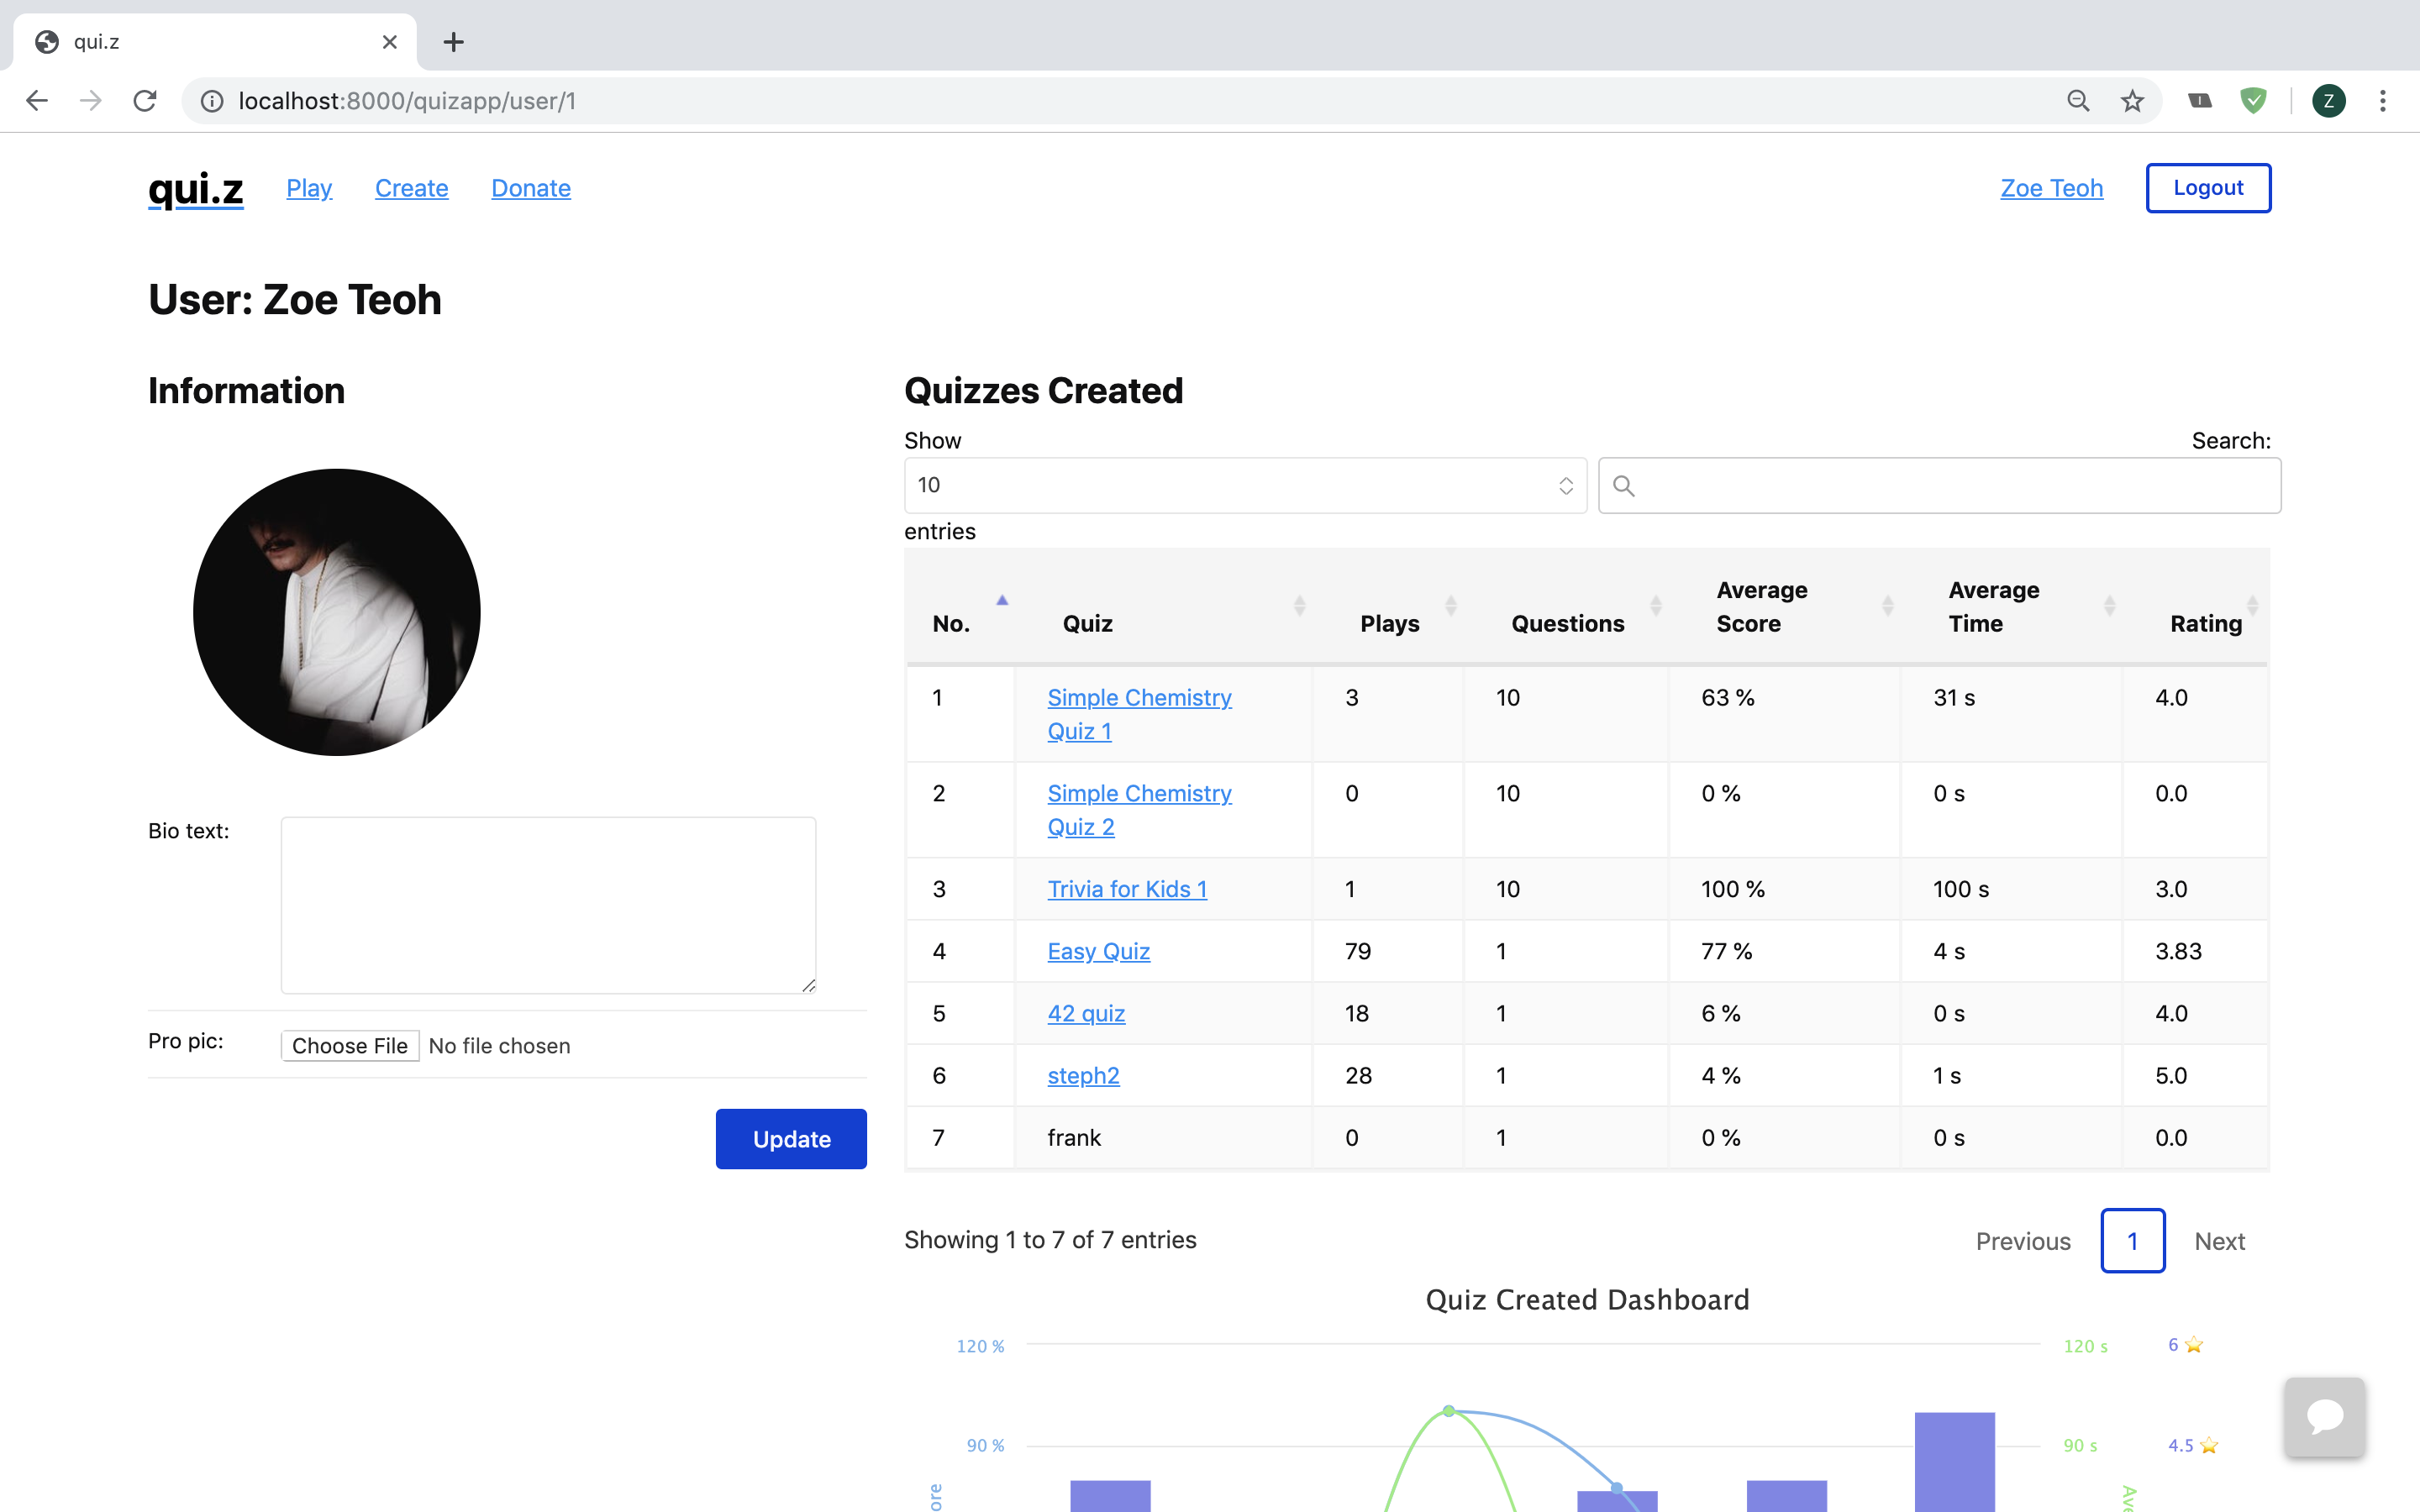 qui.z
localhost:8000/quizapp/user/1
Z
qui.z Play Create Donate Zoe Teoh Logout
User: Zoe Teoh
Information
Bio text:
Pro pic: Choose File No file chosen
Update
Quizzes Created
Show Search:
10
entries
No. Quiz Plays Questions Average Score Average Time Rating
1 Simple Chemistry Quiz 1 3 10 63 % 31 s 4.0
2 Simple Chemistry Quiz 2 0 10 0 % 0 s 0.0
3 Trivia for Kids 1 1 10 100 % 100 s 3.0
4 Easy Quiz 79 1 77 % 4 s 3.83
5 42 quiz 18 1 6 % 0 s 4.0
6 steph2 28 1 4 % 1 s 5.0
7 frank 0 1 0 % 0 s 0.0
Showing 1 to 7 of 7 entries Previous 1 Next
Quiz Created Dashboard
120 % 120 s 6
90 % 90 s 4.5